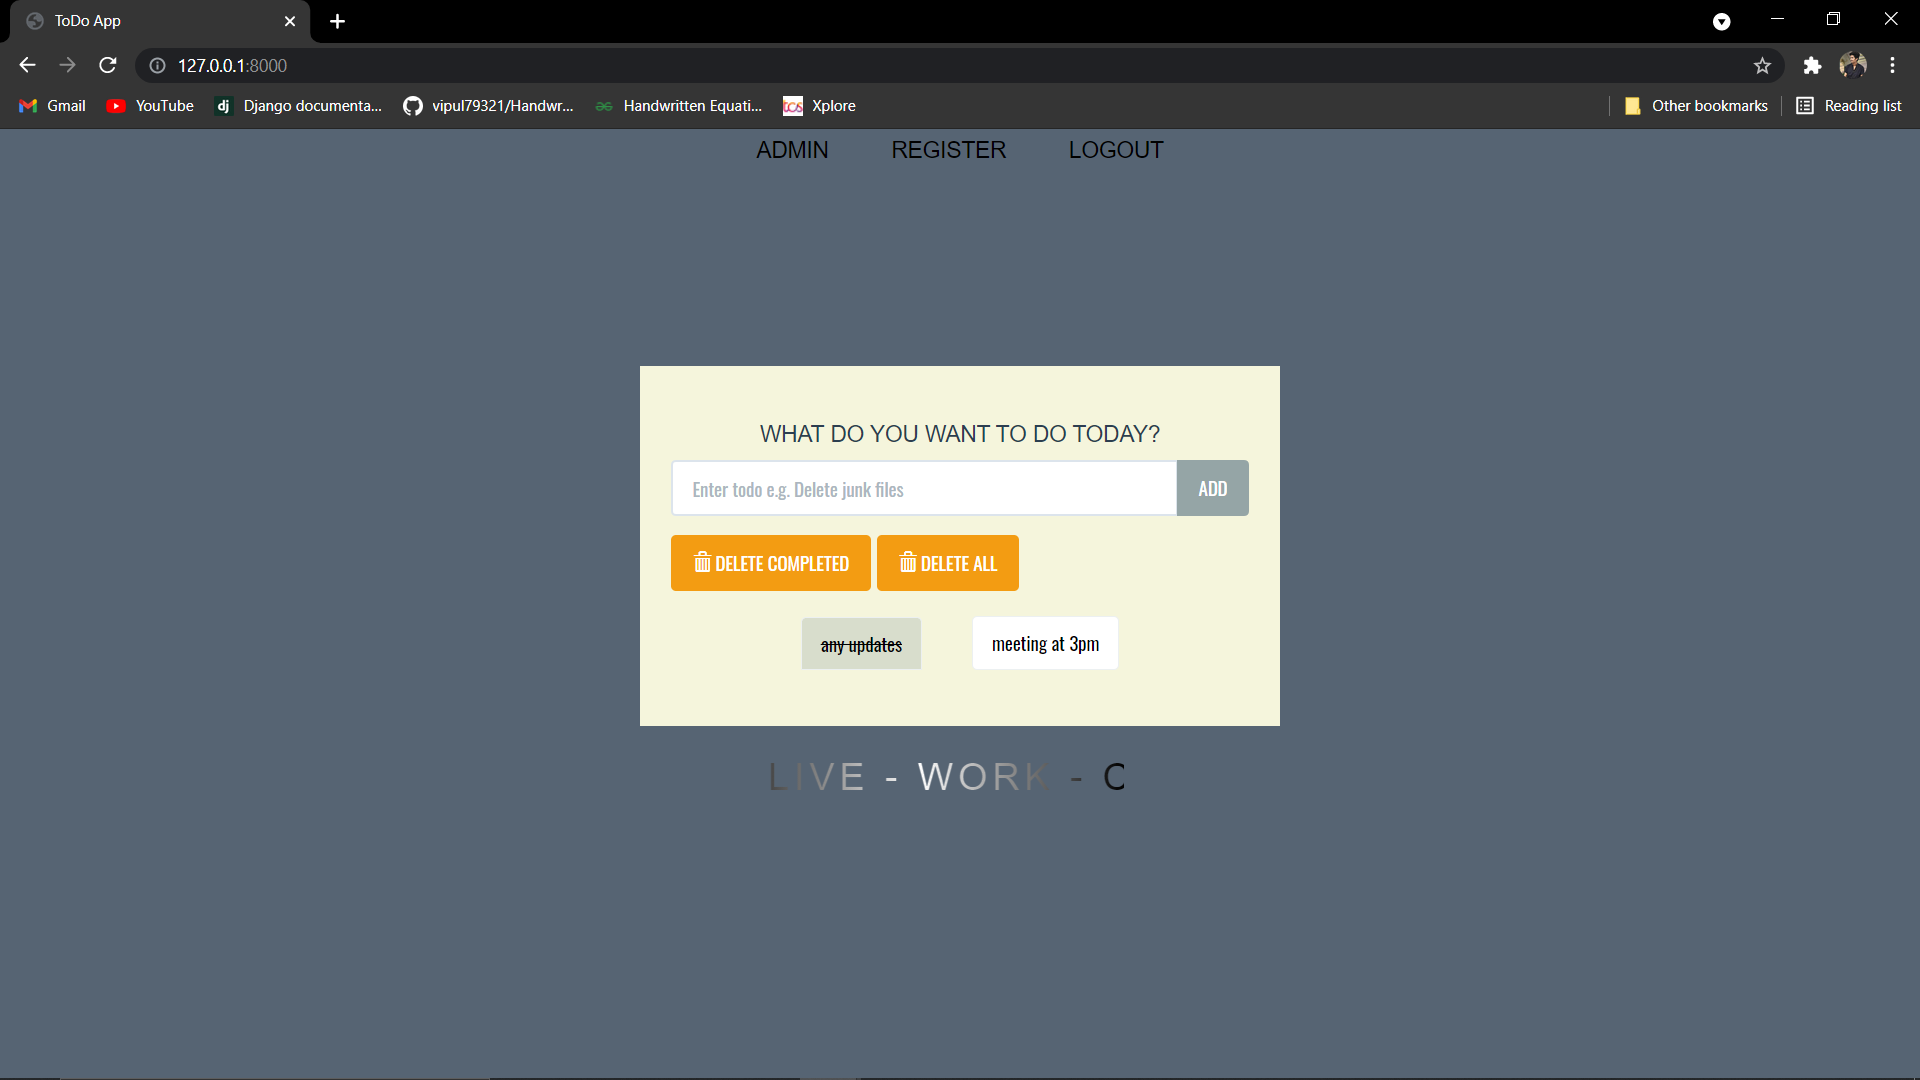 ToDo App
127.0.0.1:8000
Gmail YouTube dj Django documenta... vipul79321/Handwr... Handwritten Equati... tcs Xplore Other bookmarks Reading list
ADMIN REGISTER LOGOUT
WHAT DO YOU WANT TO DO TODAY?
Enter todo e.g. Delete junk files ADD
DELETE COMPLETED DELETE ALL
any updates meeting at 3pm
LIVE - WORK - C